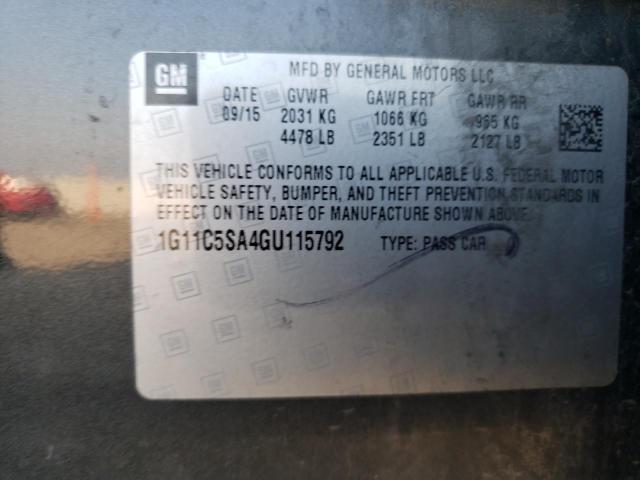 GM
MFD BY GENERAL MOTORS LLC
DATE GVWR GAWR FRT GAWR RR
09/15 2031 KG 1066 KG 965 KG
4478 LB 2351 LB 2127 LB
THIS VEHICLE CONFORMS TO ALL APPLICABLE U.S. FEDERAL MOTOR
VEHICLE SAFETY, BUMPER, AND THEFT PREVENTION STANDARDS IN
EFFECT ON THE DATE OF MANUFACTURE SHOWN ABOVE.
1G11C5SA4GU115792 TYPE: PASS CAR